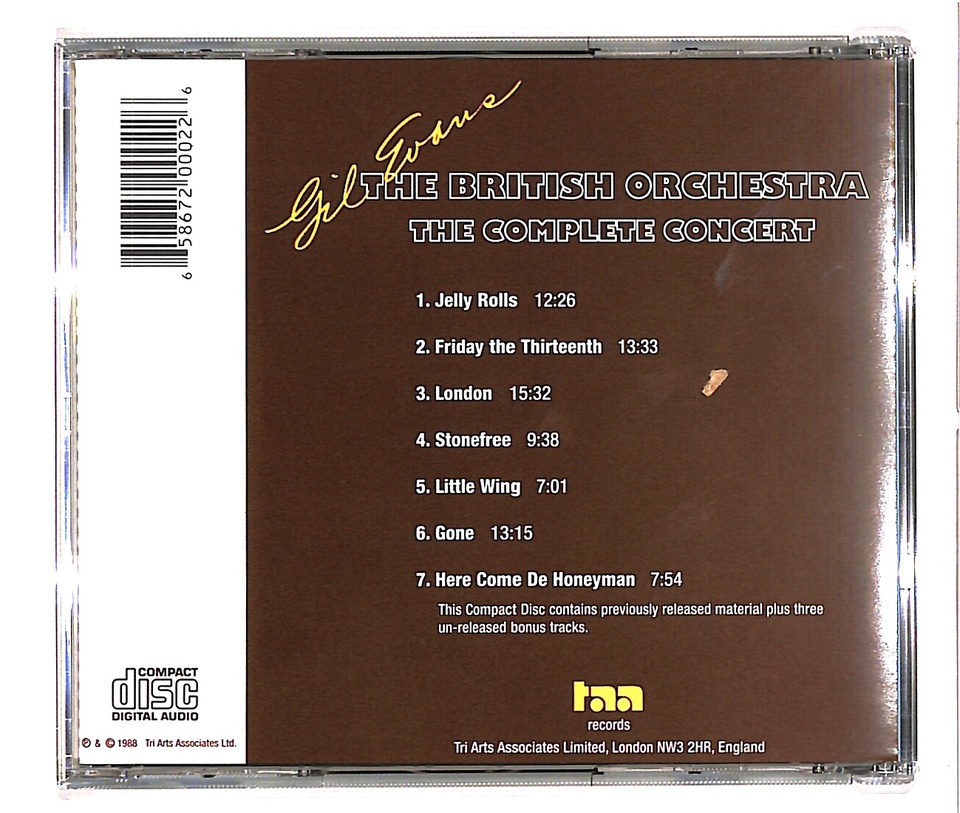 6 58672 00022 6
Gil Evans
THE BRITISH ORCHESTRA
THE COMPLETE CONCERT
1. Jelly Rolls 12:26
2. Friday the Thirteenth 13:33
3. London 15:32
4. Stonefree 9:38
5. Little Wing 7:01
6. Gone 13:15
7. Here Come De Honeyman 7:54
This Compact Disc contains previously released material plus three
un-released bonus tracks.
COMPACT
disc
DIGITAL AUDIO
℗ & © 1988 Tri Arts Associates Ltd.
taa
records
Tri Arts Associates Limited, London NW3 2HR, England